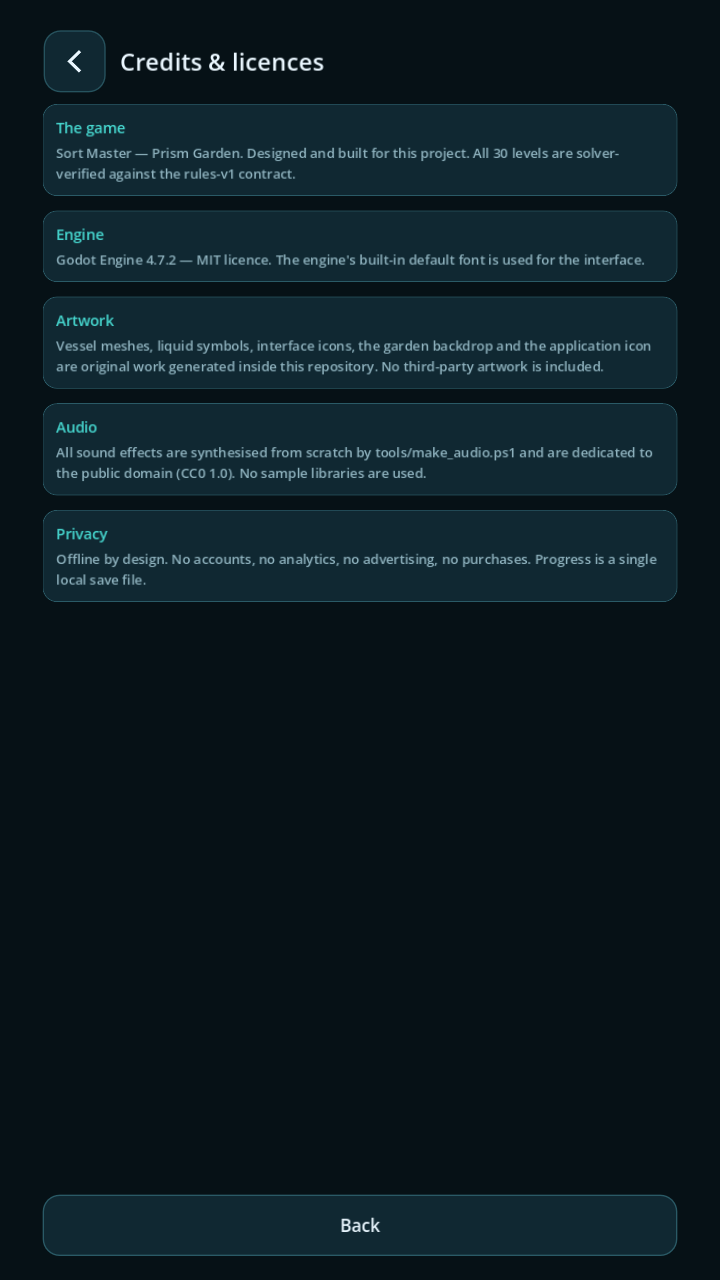 Credits & licences
The game
Sort Master — Prism Garden. Designed and built for this project. All 30 levels are solver-
verified against the rules-v1 contract.
Engine
Godot Engine 4.7.2 — MIT licence. The engine's built-in default font is used for the interface.
Artwork
Vessel meshes, liquid symbols, interface icons, the garden backdrop and the application icon
are original work generated inside this repository. No third-party artwork is included.
Audio
All sound effects are synthesised from scratch by tools/make_audio.ps1 and are dedicated to
the public domain (CC0 1.0). No sample libraries are used.
Privacy
Offline by design. No accounts, no analytics, no advertising, no purchases. Progress is a single
local save file.
Back